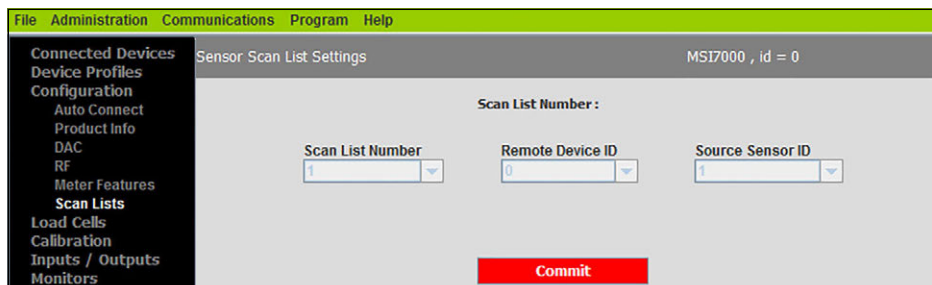 File Administration Communications Program Help
Connected Devices
Device Profiles
Configuration
Auto Connect
Product Info
DAC
RF
Meter Features
Scan Lists
Load Cells
Calibration
Inputs / Outputs
Monitors
Sensor Scan List Settings
MSI7000 , id = 0
Scan List Number :
Scan List Number Remote Device ID Source Sensor ID
1 0 1
Commit